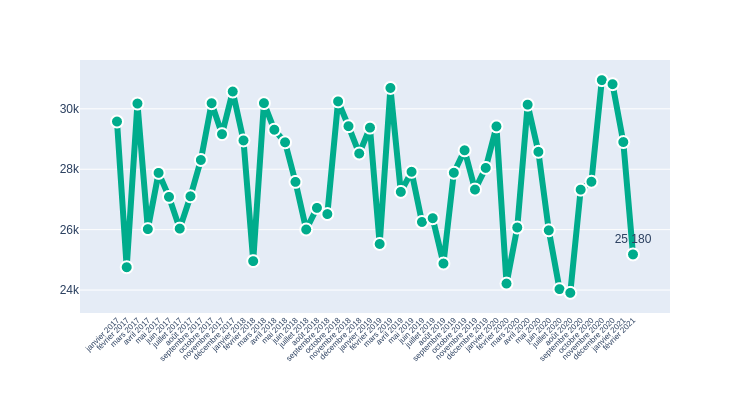 30k
28k
26k
24k
25 180
janvier 2017
février 2017
mars 2017
avril 2017
mai 2017
juin 2017
juillet 2017
août 2017
septembre 2017
octobre 2017
novembre 2017
décembre 2017
janvier 2018
février 2018
mars 2018
avril 2018
mai 2018
juin 2018
juillet 2018
août 2018
septembre 2018
octobre 2018
novembre 2018
décembre 2018
janvier 2019
février 2019
mars 2019
avril 2019
mai 2019
juin 2019
juillet 2019
août 2019
septembre 2019
octobre 2019
novembre 2019
décembre 2019
janvier 2020
février 2020
mars 2020
avril 2020
mai 2020
juin 2020
juillet 2020
août 2020
septembre 2020
octobre 2020
novembre 2020
décembre 2020
janvier 2021
février 2021